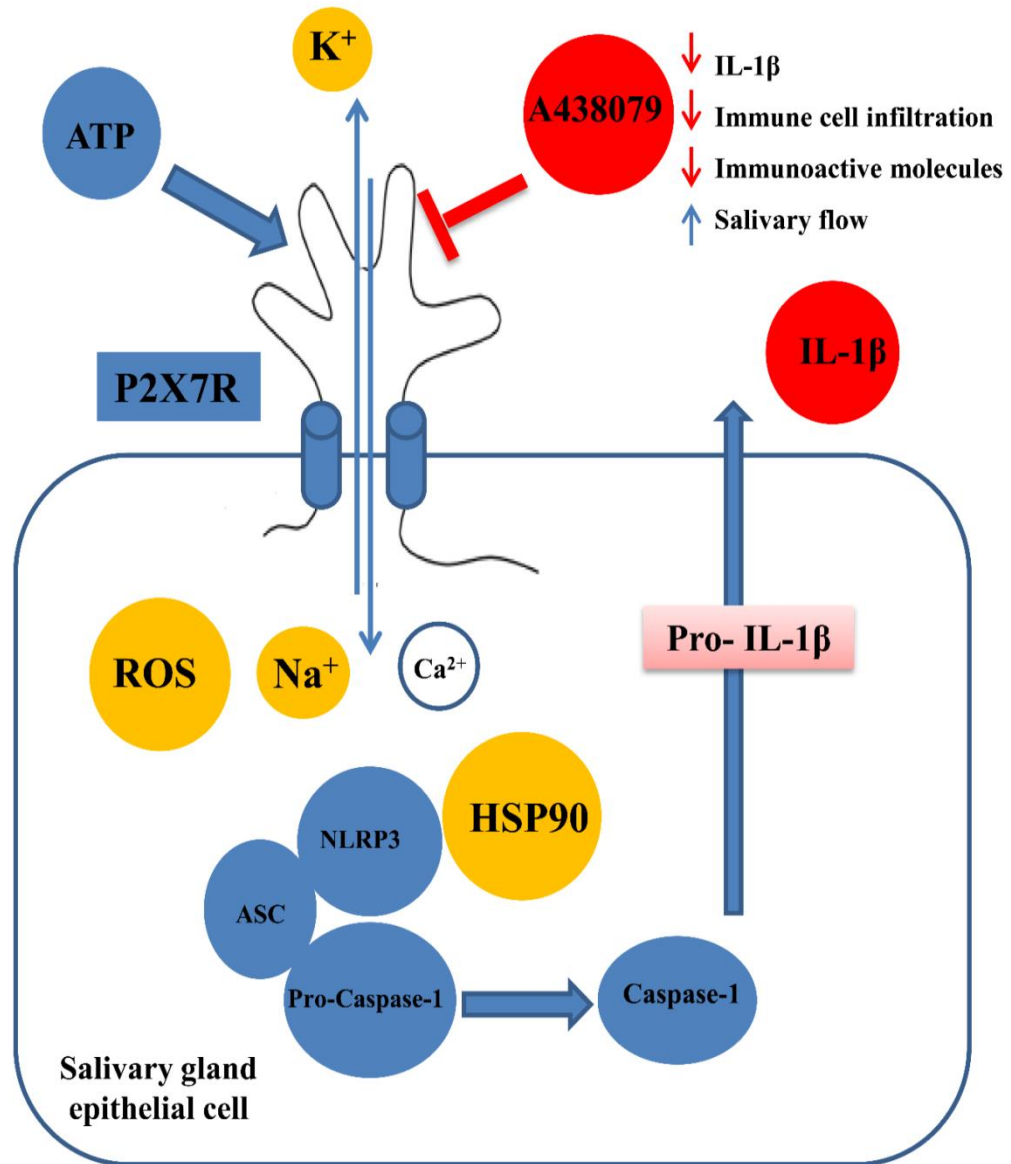 K⁺
ATP
A438079
IL-1β
Immune cell infiltration
Immunoactive molecules
Salivary flow
IL-1β
P2X7R
Pro- IL-1β
ROS
Na⁺
Ca²⁺
HSP90
NLRP3
ASC
Pro-Caspase-1
Caspase-1
Salivary gland
epithelial cell